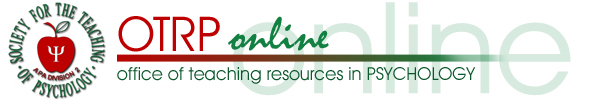 SOCIETY FOR THE TEACHING
OF PSYCHOLOGY
Ψ
APA DIVISION 2
OTRP online
online
office of teaching resources in PSYCHOLOGY